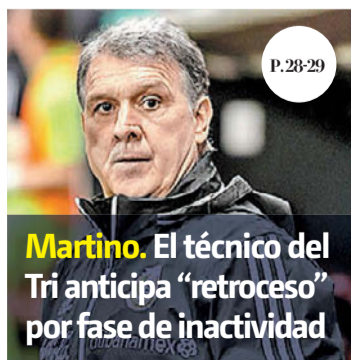 P.28-29
Martino. El técnico del
Tri anticipa “retroceso”
por fase de inactividad